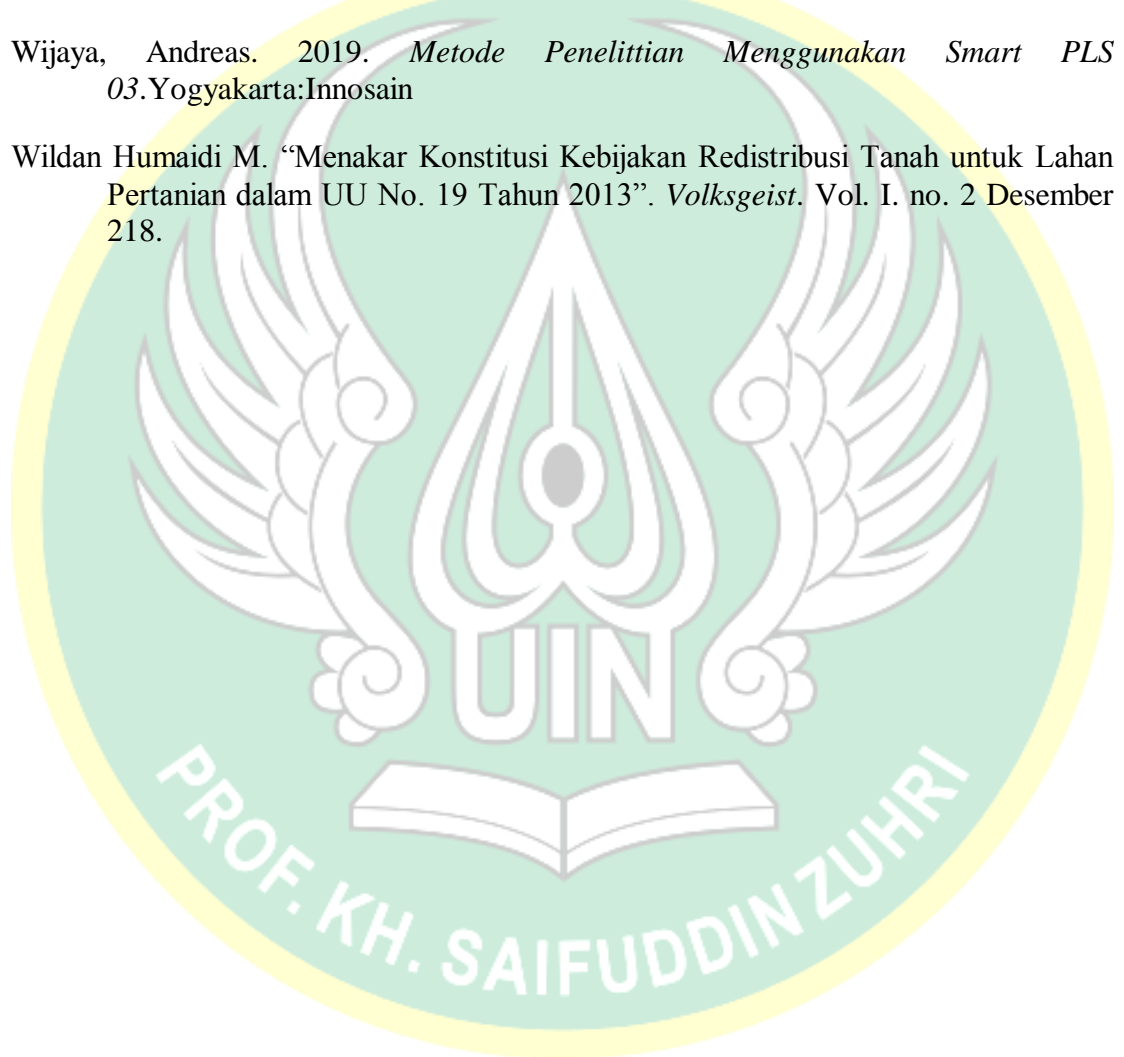 Wijaya, Andreas. 2019. Metode Penelittian Menggunakan Smart PLS
03.Yogyakarta:Innosain
Wildan Humaidi M. “Menakar Konstitusi Kebijakan Redistribusi Tanah untuk Lahan
Pertanian dalam UU No. 19 Tahun 2013”. Volksgeist. Vol. I. no. 2 Desember
218.
UIN
PROF. KH. SAIFUDDIN ZUHRI